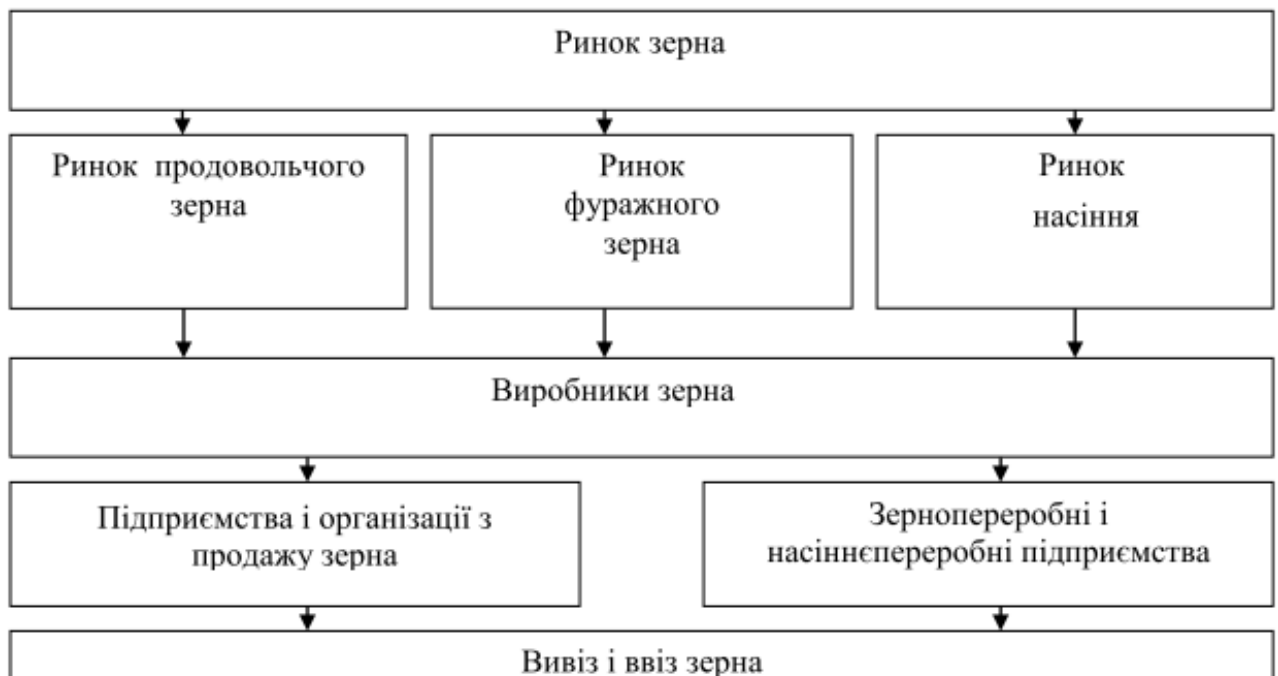 Ринок зерна
Ринок продовольчого
зерна
Ринок
фуражного
зерна
Ринок
насіння
Виробники зерна
Підприємства і організації з
продажу зерна
Зернопереробні і
насіннєпереробні підприємства
Вивіз і ввіз зерна